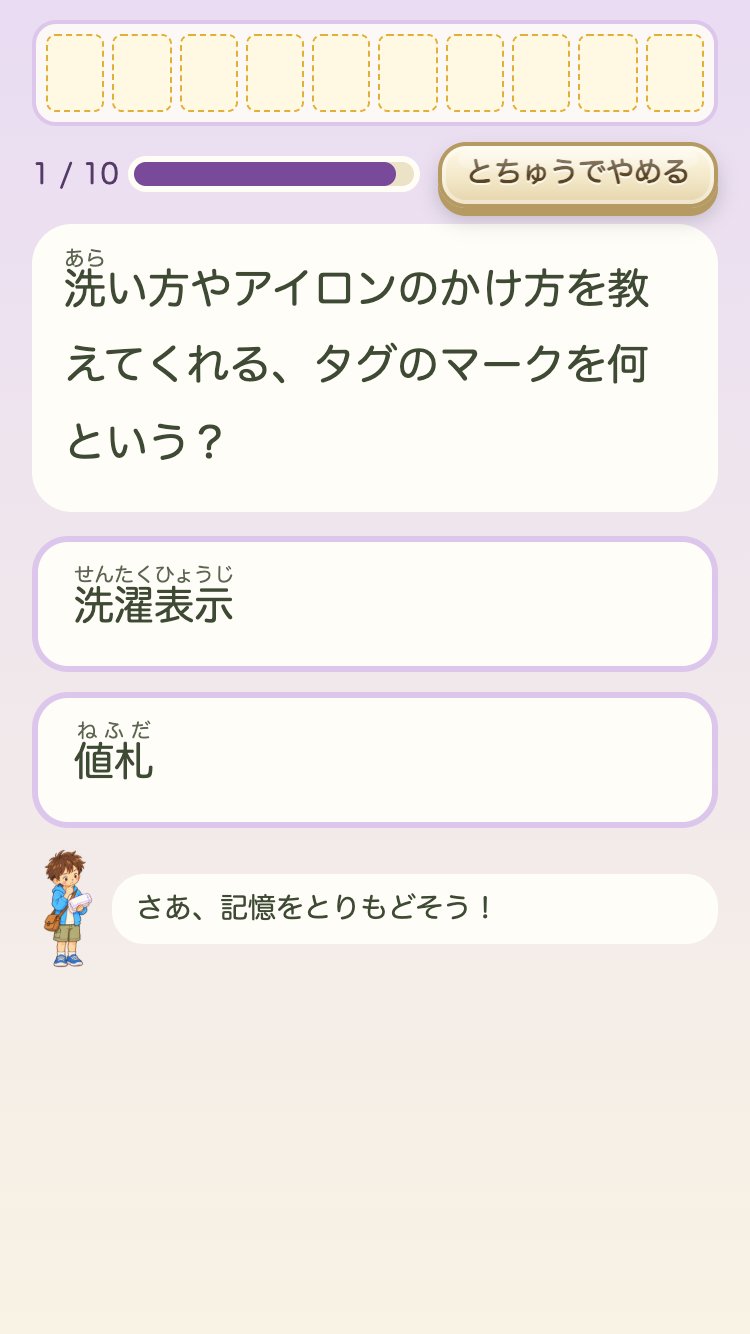 1 / 10
とちゅうでやめる
あら
洗い方やアイロンのかけ方を教
えてくれる、タグのマークを何
という？
せんたくひょうじ
洗濯表示
ねふだ
値札
さあ、記憶をとりもどそう！